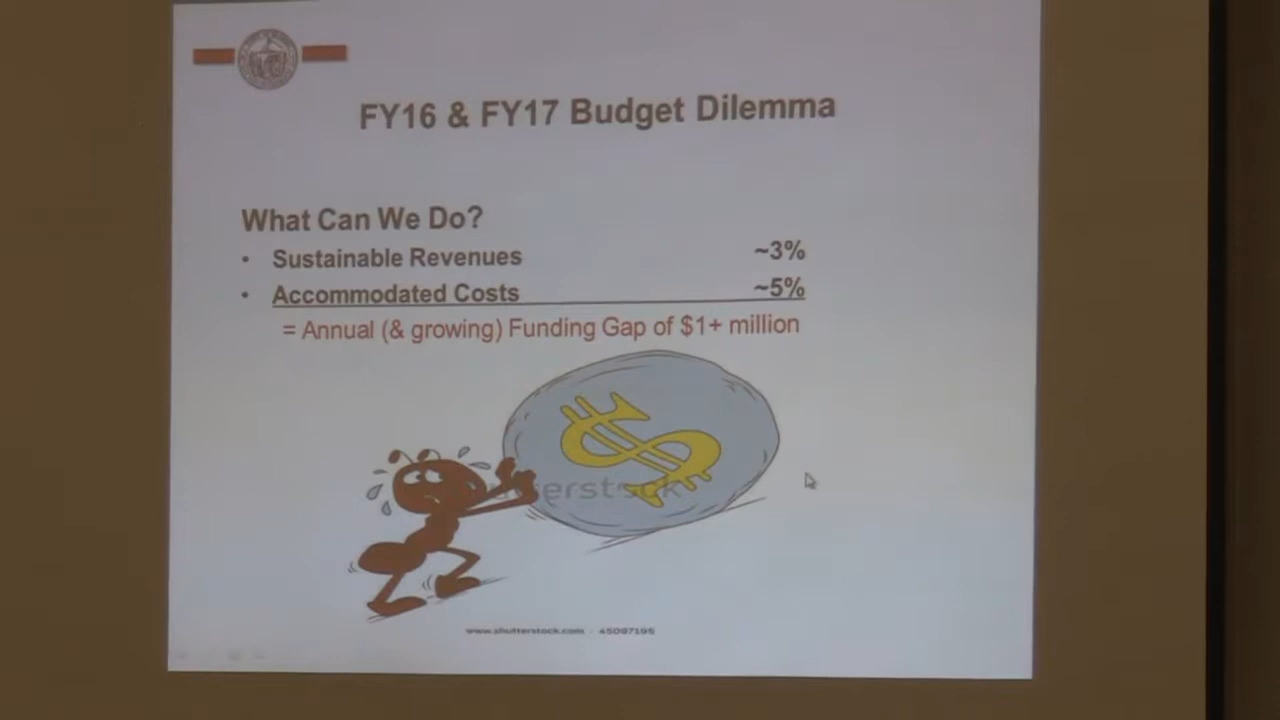 FY16 & FY17 Budget Dilemma
What Can We Do?
• Sustainable Revenues ~3%
• Accommodated Costs ~5%
= Annual (& growing) Funding Gap of $1+ million
$
www.shutterstock.com · 45097195